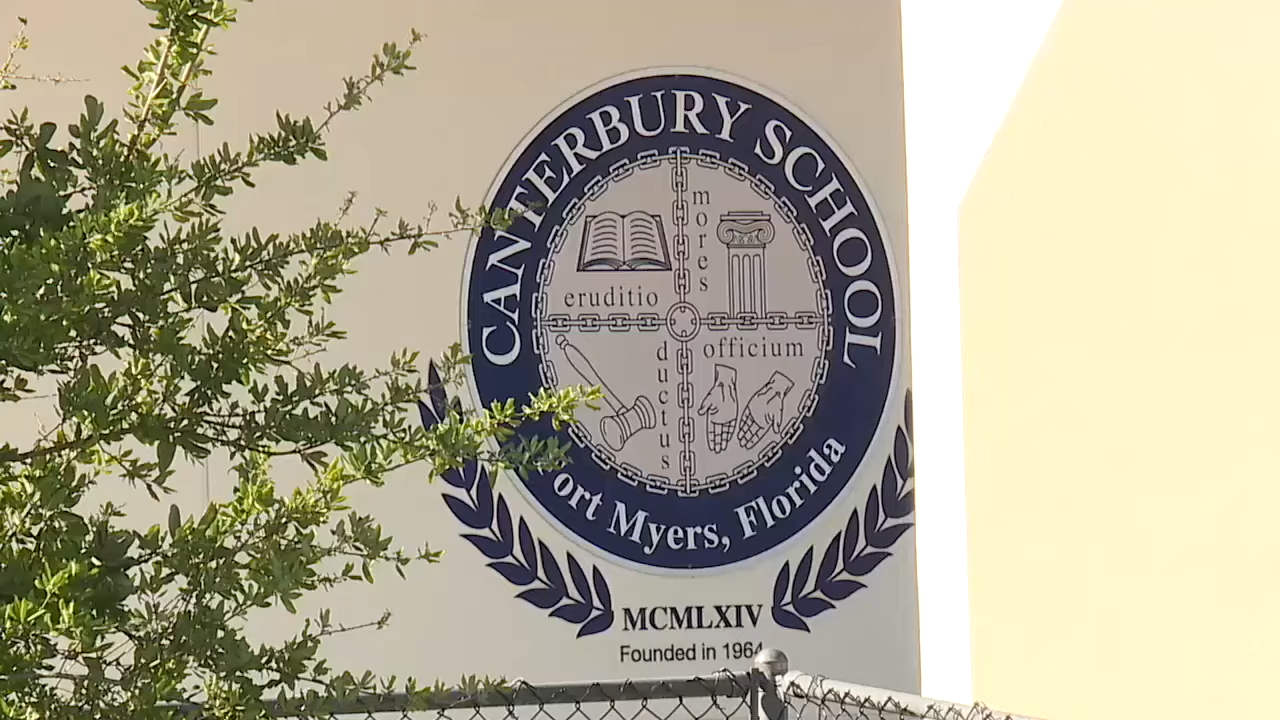 CANTERBURY SCHOOL
mores
eruditio
officium
ductus
ort Myers, Florida
MCMLXIV
Founded in 1964